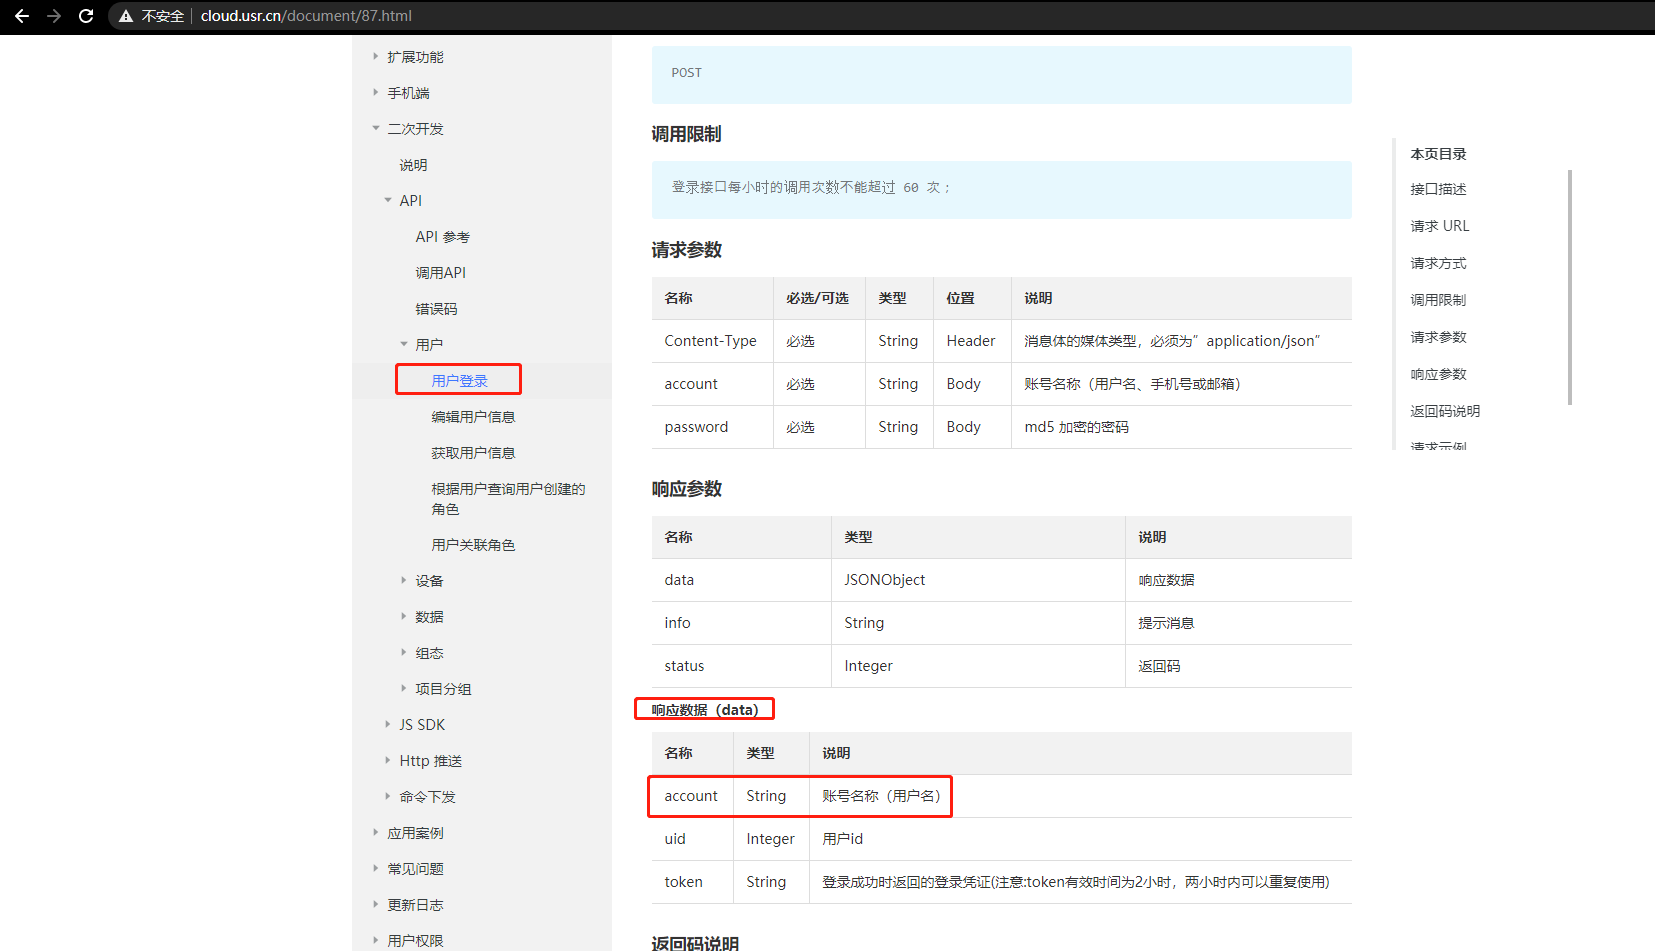 不安全 cloud.usr.cn/document/87.html
扩展功能
手机端
二次开发
说明
API
API 参考
调用API
错误码
用户
用户登录
编辑用户信息
获取用户信息
根据用户查询用户创建的
角色
用户关联角色
设备
数据
组态
项目分组
JS SDK
Http 推送
命令下发
应用案例
常见问题
更新日志
用户权限
POST
调用限制
登录接口每小时的调用次数不能超过 60 次；
请求参数
名称 必选/可选 类型 位置 说明
Content-Type 必选 String Header 消息体的媒体类型，必须为”application/json”
account 必选 String Body 账号名称（用户名、手机号或邮箱）
password 必选 String Body md5 加密的密码
响应参数
名称 类型 说明
data JSONObject 响应数据
info String 提示消息
status Integer 返回码
响应数据（data）
名称 类型 说明
account String 账号名称（用户名）
uid Integer 用户id
token String 登录成功时返回的登录凭证(注意:token有效时间为2小时，两小时内可以重复使用)
返回码说明
本页目录
接口描述
请求 URL
请求方式
调用限制
请求参数
响应参数
返回码说明
请求示例